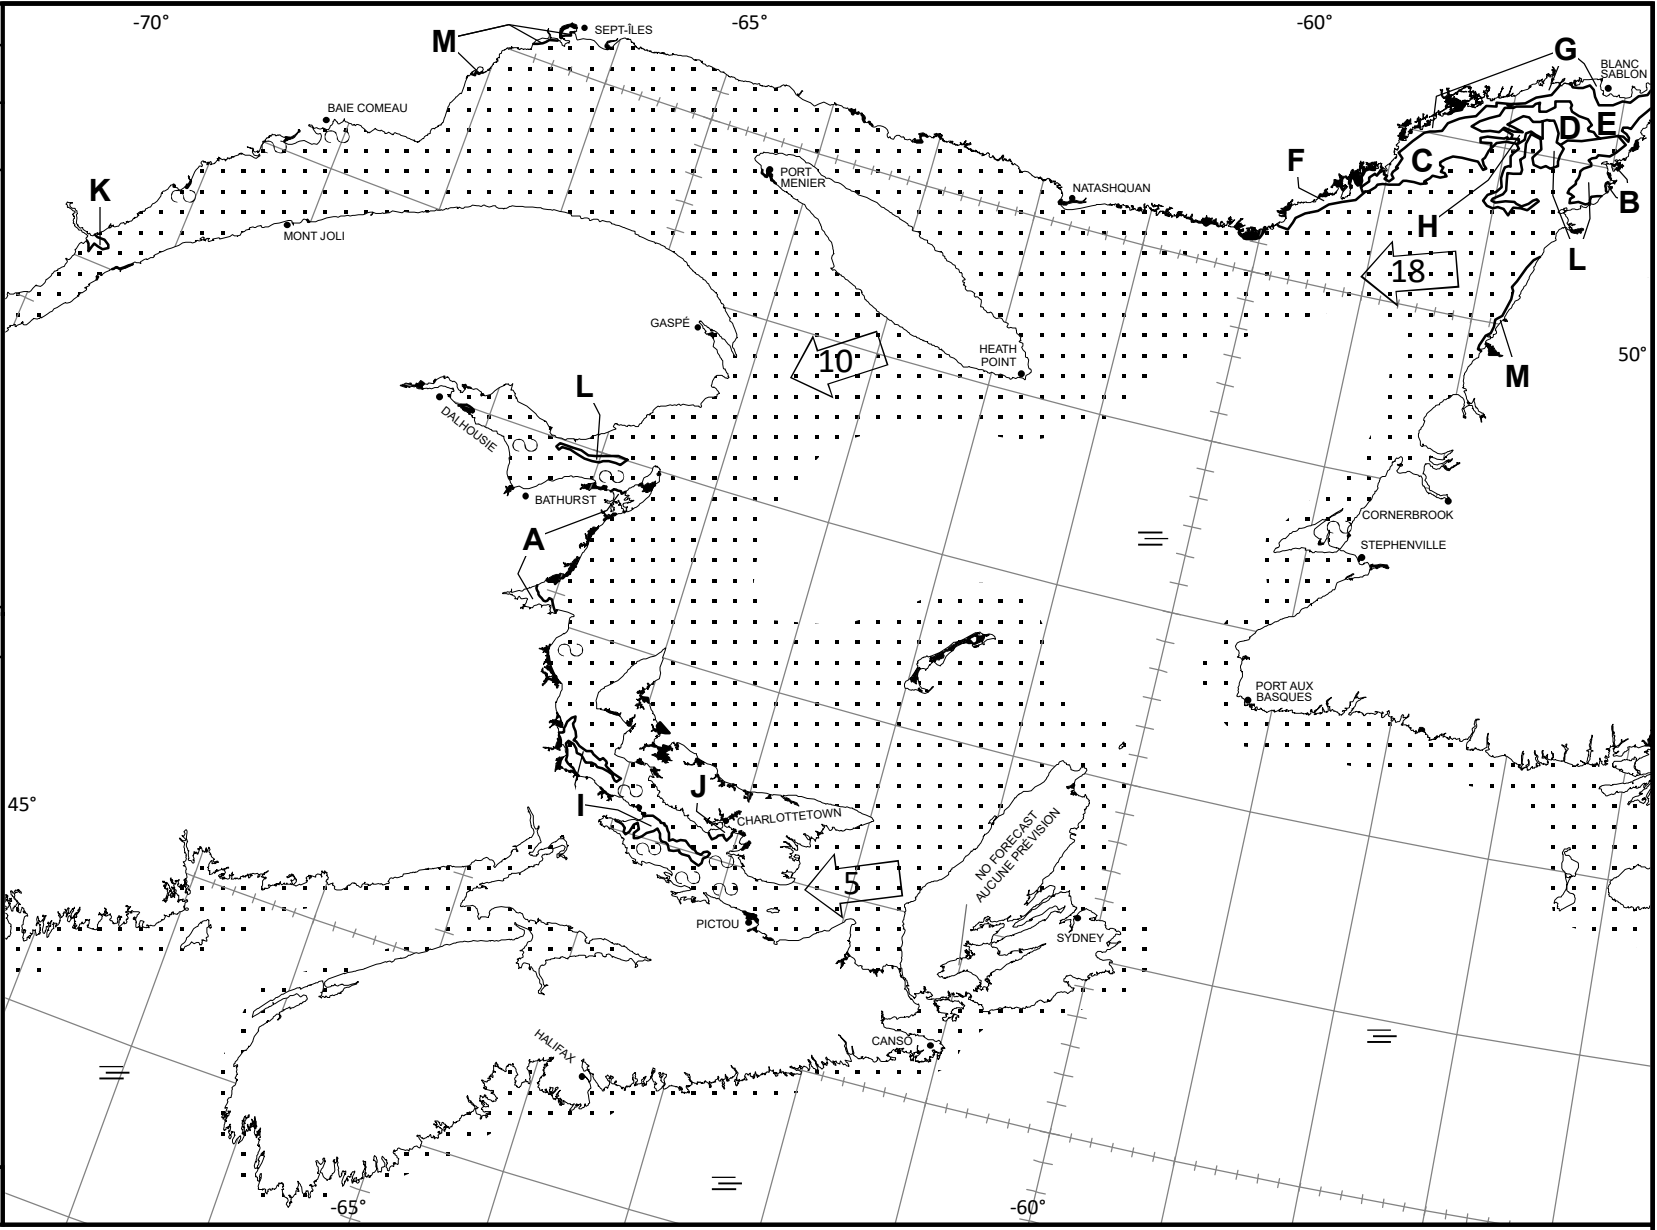 -70°
-65°
-60°
M
SEPT-ÎLES
G
BLANC
SABLON
BAIE COMEAU
D
E
C
F
K
PORT
MENIER
NATASHQUAN
B
H
MONT JOLI
L
18
GASPÉ
HEATH
POINT
50°
10
M
L
DALHOUSIE
BATHURST
CORNERBROOK
A
STEPHENVILLE
PORT AUX
BASQUES
J
45°
I
CHARLOTTETOWN
NO FORECAST
AUCUNE PRÉVISION
5
PICTOU
SYDNEY
CANSO
HALIFAX
-65°
-60°